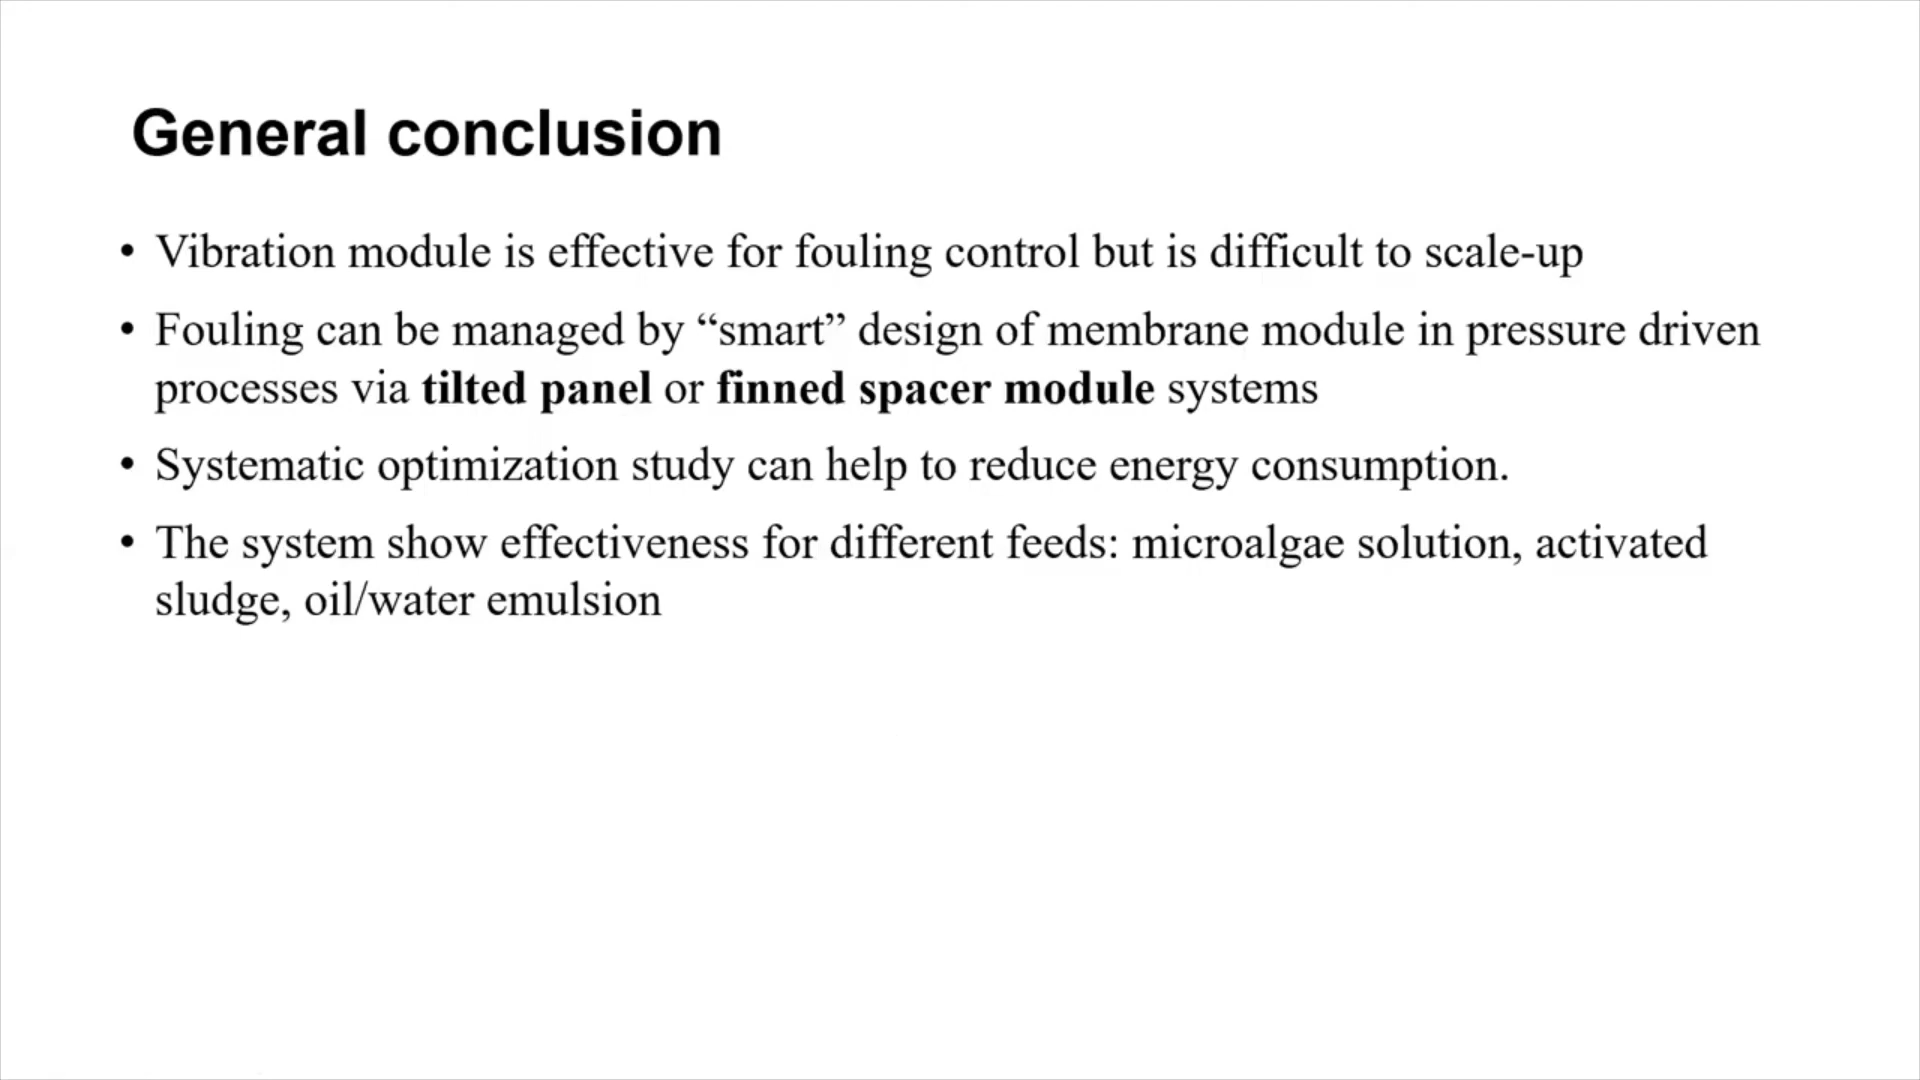 General conclusion
• Vibration module is effective for fouling control but is difficult to scale-up
• Fouling can be managed by “smart” design of membrane module in pressure driven
processes via tilted panel or finned spacer module systems
• Systematic optimization study can help to reduce energy consumption.
• The system show effectiveness for different feeds: microalgae solution, activated
sludge, oil/water emulsion